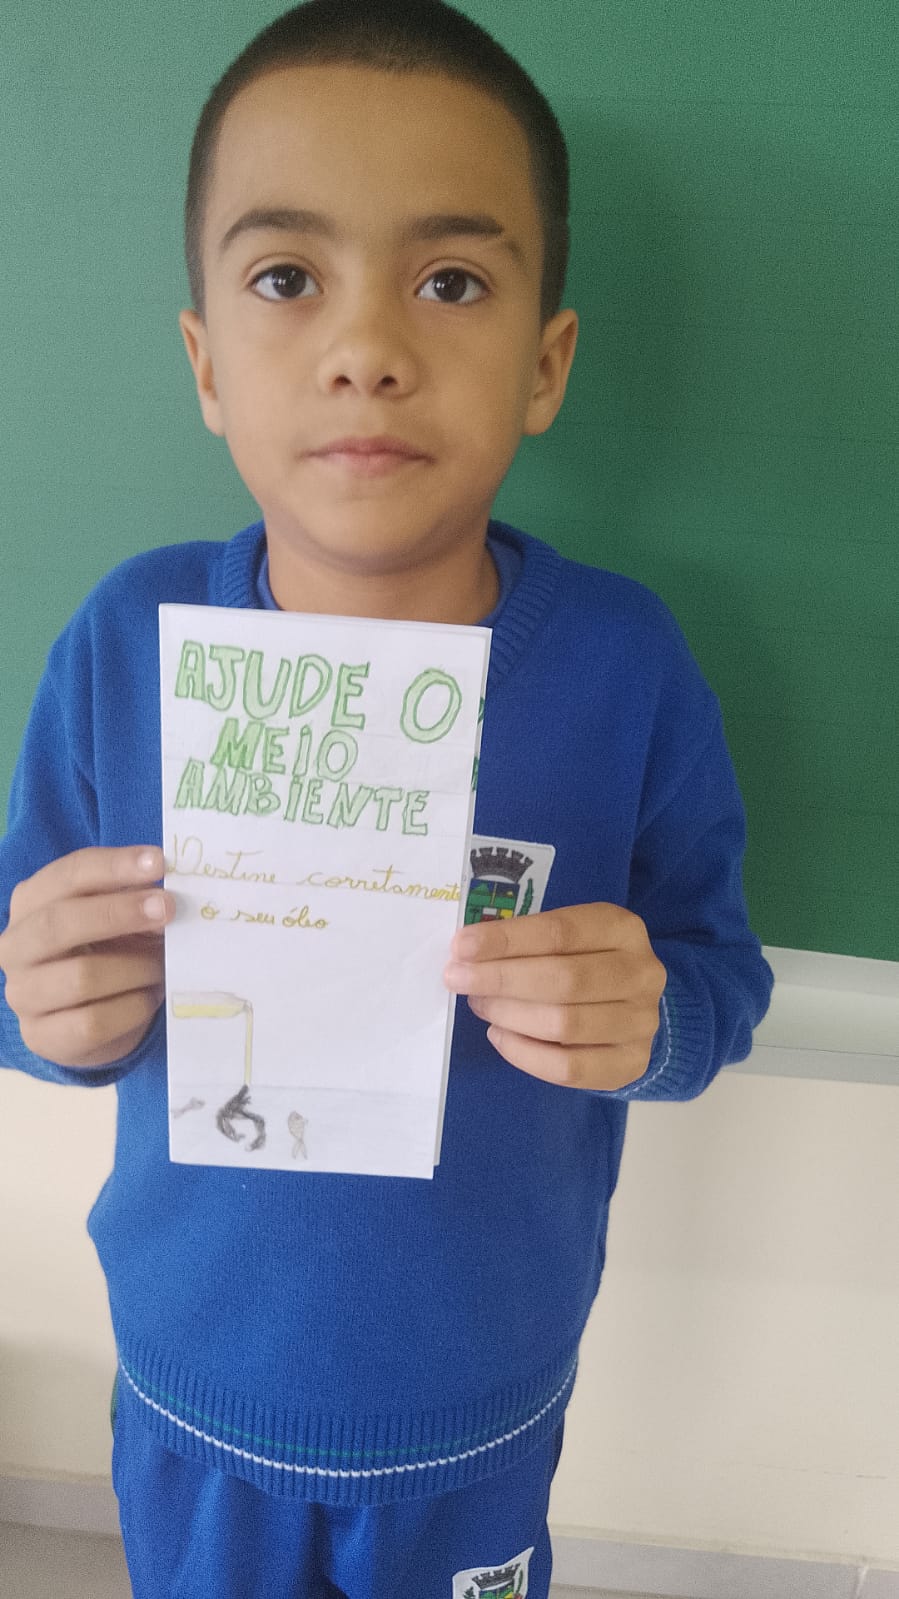 AJUDE O
MEIO
AMBIENTE
Destine corretamente
o seu óleo